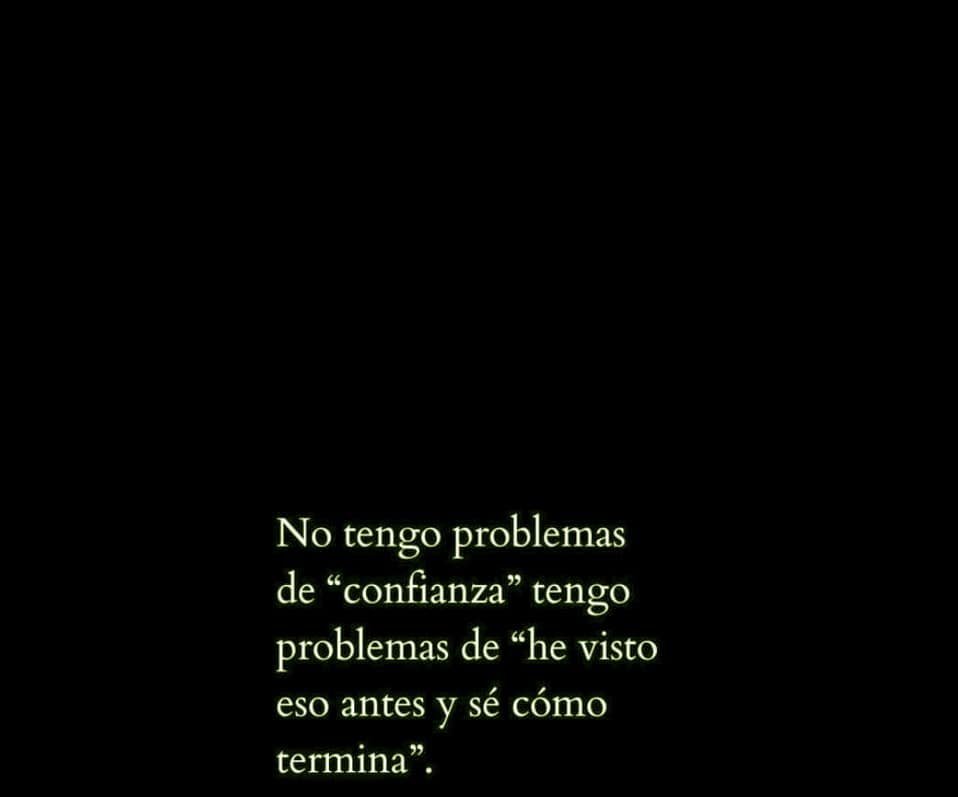 No tengo problemas
de “confianza” tengo
problemas de “he visto
eso antes y sé cómo
termina”.